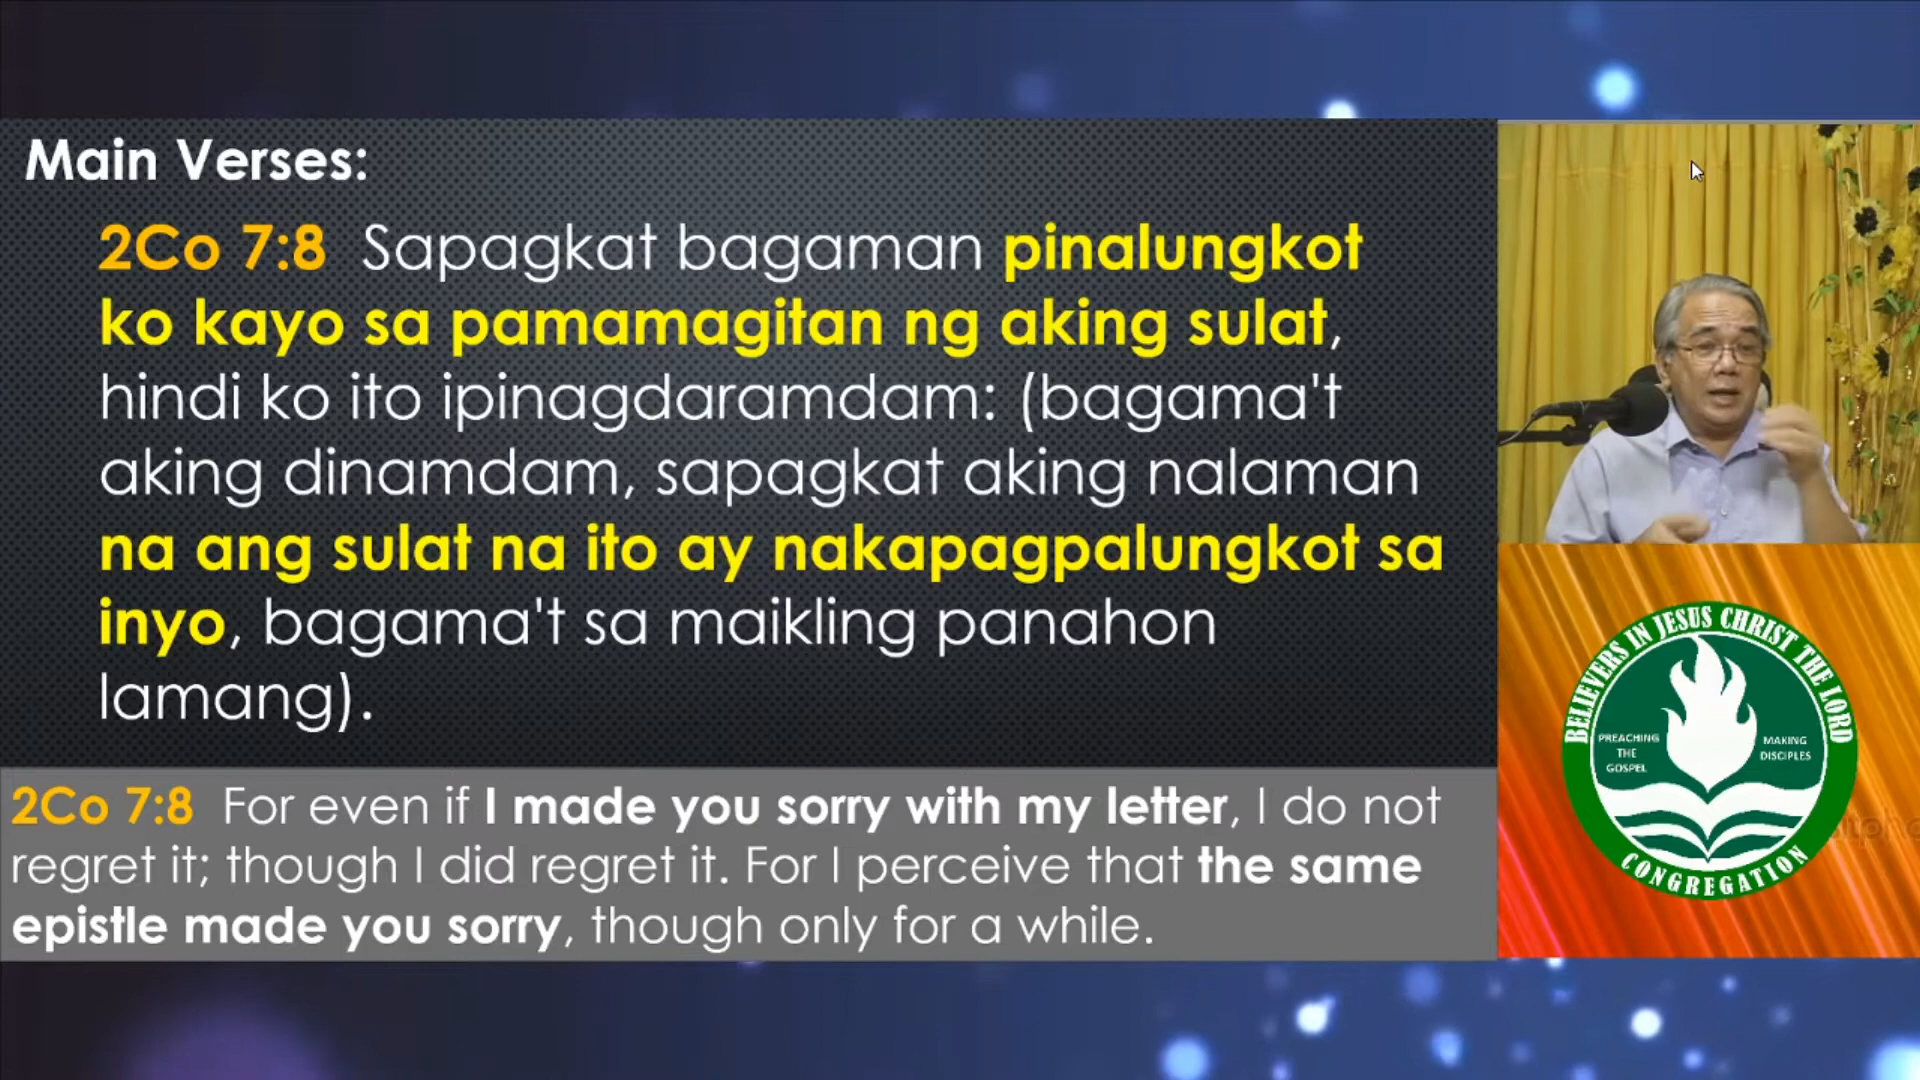 Main Verses:
2Co 7:8 Sapagkat bagaman pinalungkot
ko kayo sa pamamagitan ng aking sulat,
hindi ko ito ipinagdaramdam: (bagama't
aking dinamdam, sapagkat aking nalaman
na ang sulat na ito ay nakapagpalungkot sa
inyo, bagama't sa maikling panahon
lamang).
2Co 7:8 For even if I made you sorry with my letter, I do not
regret it; though I did regret it. For I perceive that the same
epistle made you sorry, though only for a while.
BELIEVERS IN JESUS CHRIST THE LORD
PREACHING
THE
GOSPEL
MAKING
DISCIPLES
CONGREGATION